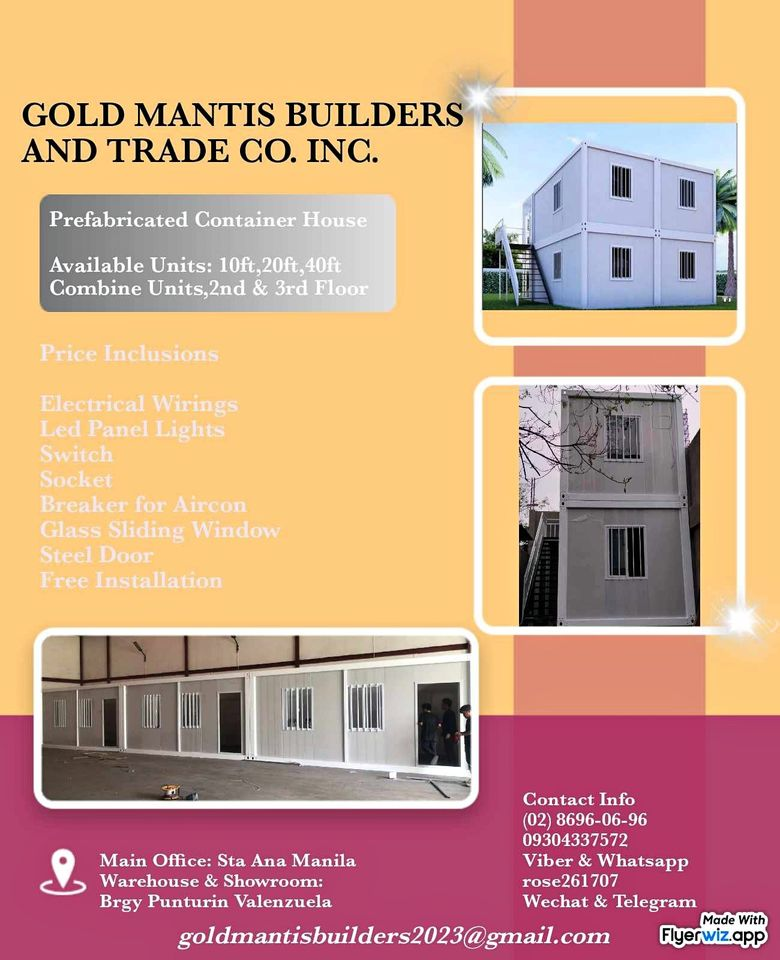 GOLD MANTIS BUILDERS
AND TRADE CO. INC.
Prefabricated Container House
Available Units: 10ft,20ft,40ft
Combine Units,2nd & 3rd Floor
Price Inclusions
Electrical Wirings
Led Panel Lights
Switch
Socket
Breaker for Aircon
Glass Sliding Window
Steel Door
Free Installation
Main Office: Sta Ana Manila
Warehouse & Showroom:
Brgy Punturin Valenzuela
Contact Info
(02) 8696-06-96
09304337572
Viber & Whatsapp
rose261707
Wechat & Telegram
goldmantisbuilders2023@gmail.com
Made With
Flyerwiz.app